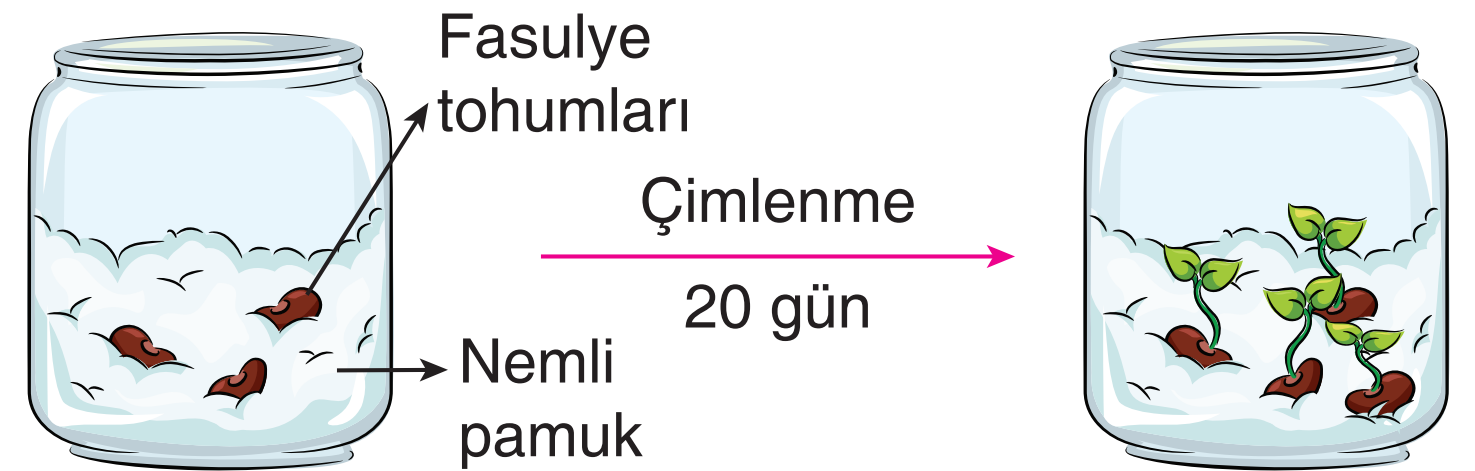 Fasulye
tohumları
Çimlenme
20 gün
Nemli
pamuk